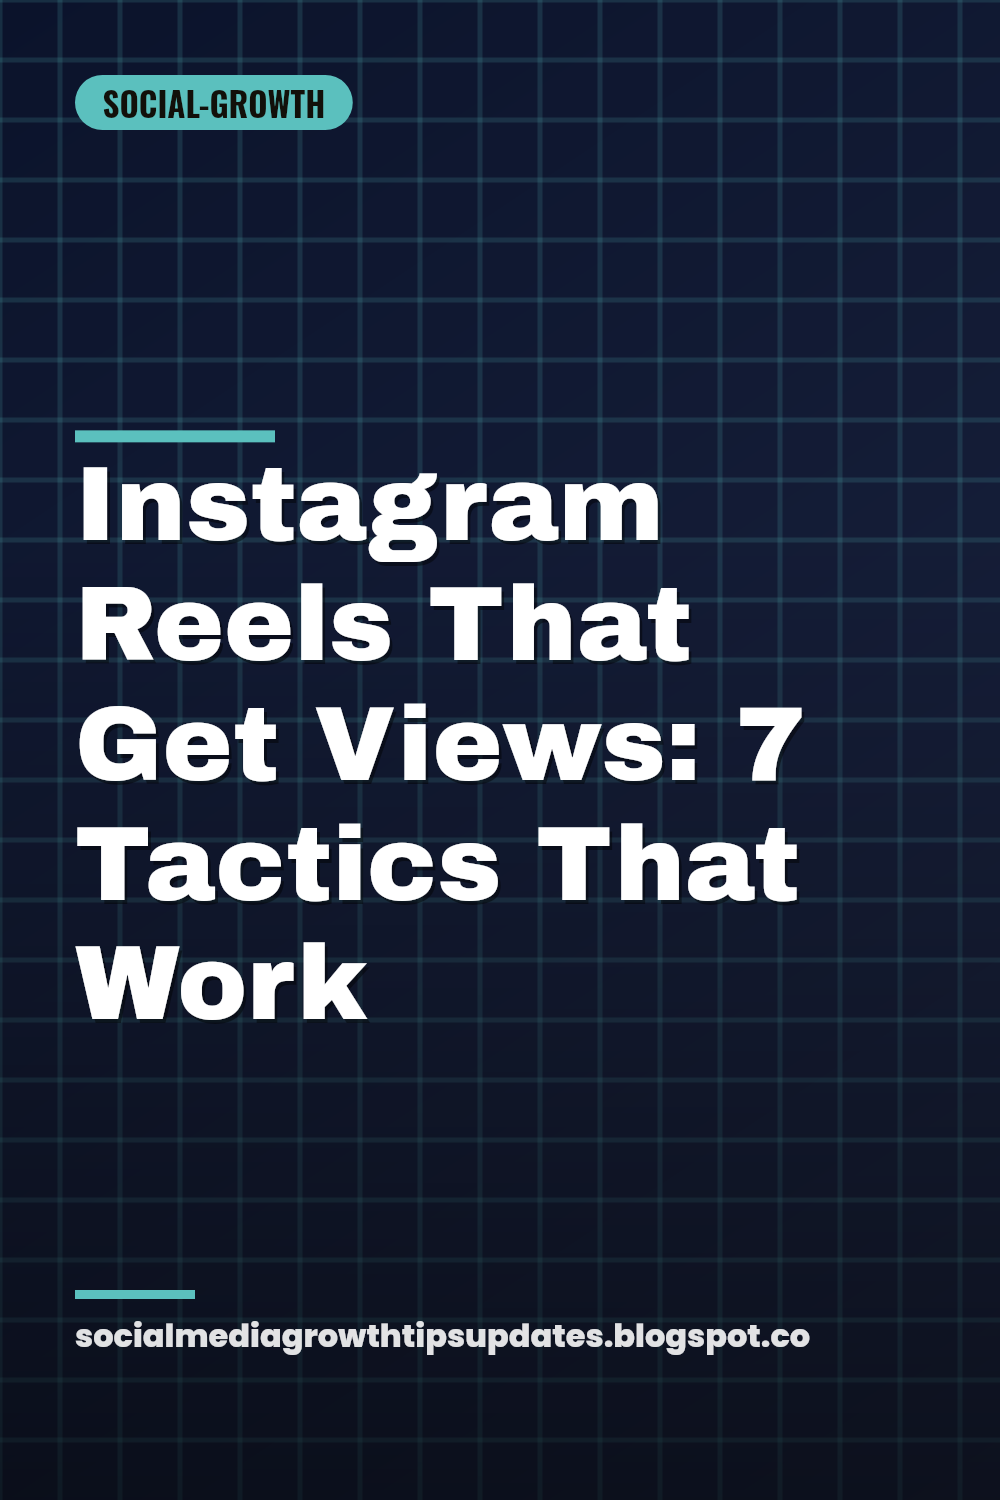 SOCIAL-GROWTH
Instagram
Reels That
Get Views: 7
Tactics That
Work
socialmediagrowthtipsupdates.blogspot.co